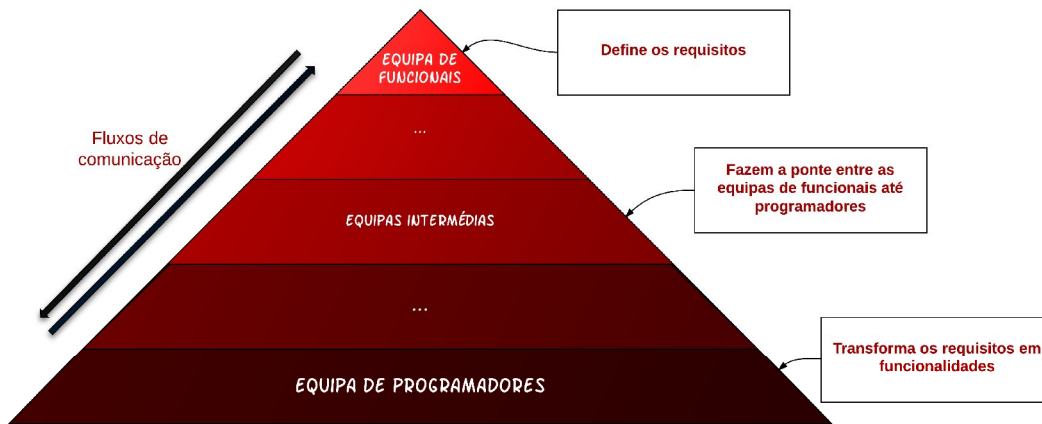 EQUIPA DE
FUNCIONAIS
Define os requisitos
...
Fluxos de
comunicação
Fazem a ponte entre as
equipas de funcionais até
programadores
EQUIPAS INTERMÉDIAS
...
Transforma os requisitos em
funcionalidades
EQUIPA DE PROGRAMADORES